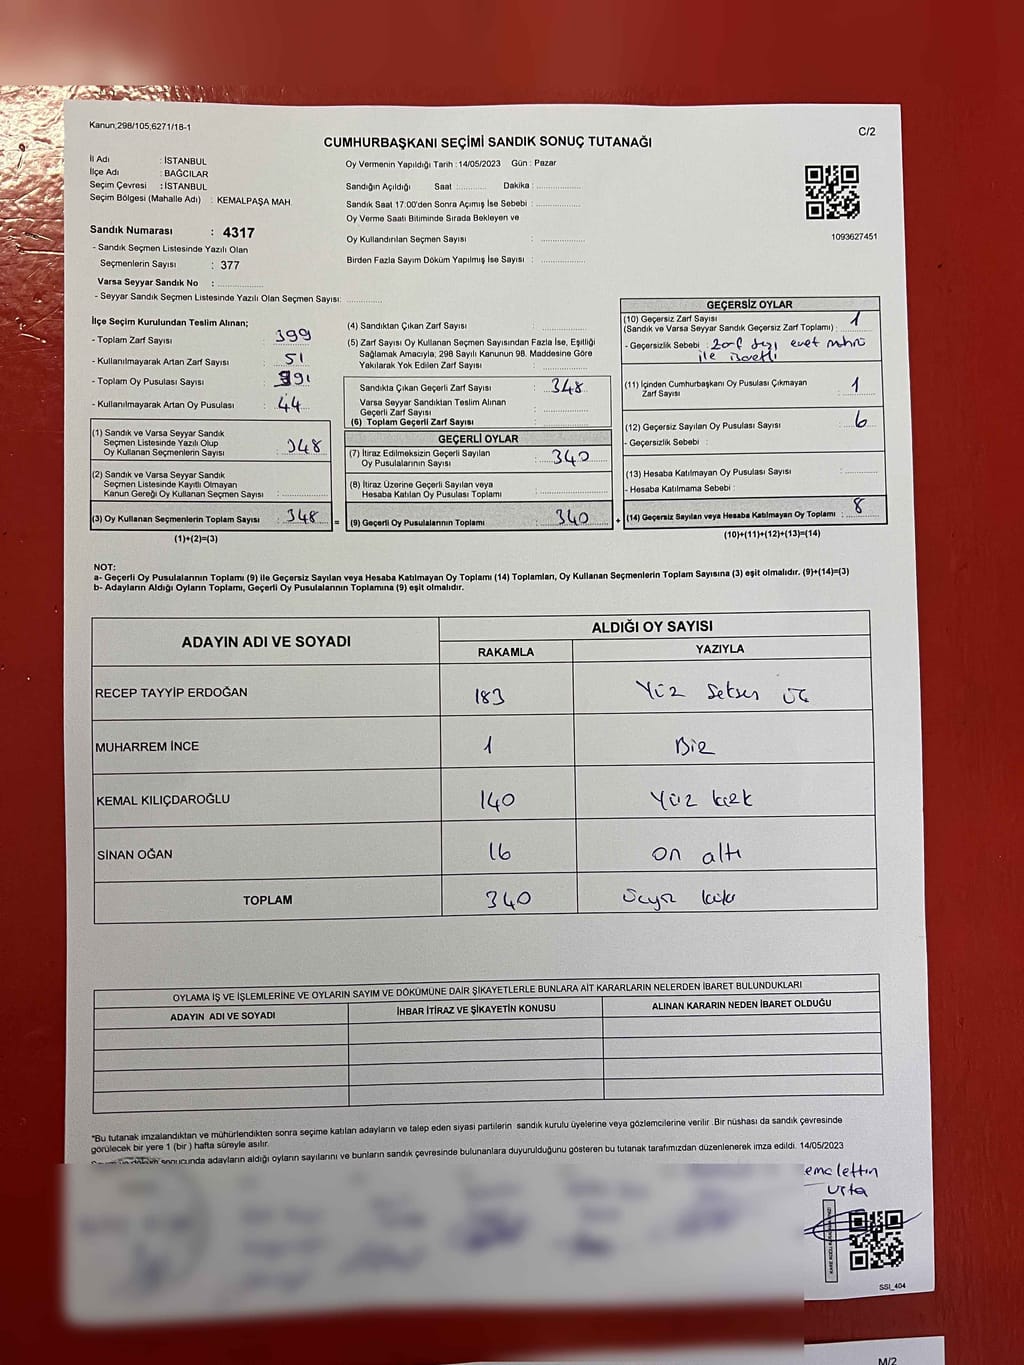 Kanun,298/105,6271/18-1
C/2
CUMHURBAŞKANI SEÇİMİ SANDIK SONUÇ TUTANAĞI
İl Adı : İSTANBUL
İlçe Adı : BAĞCILAR
Seçim Çevresi : İSTANBUL
Seçim Bölgesi (Mahalle Adı) : KEMALPAŞA MAH.
Sandık Numarası : 4317
- Sandık Seçmen Listesinde Yazılı Olan
Seçmenlerin Sayısı : 377
Varsa Seyyar Sandık No :
- Seyyar Sandık Seçmen Listesinde Yazılı Olan Seçmen Sayısı:
Oy Vermenin Yapıldığı Tarih : 14/05/2023 Gün : Pazar
Sandığın Açıldığı Saat : Dakika :
Sandık Saat 17:00'den Sonra Açımış İse Sebebi :
Oy Verme Saati Bitiminde Sırada Bekleyen ve
Oy Kullandırılan Seçmen Sayısı :
Birden Fazla Sayım Döküm Yapılmış İse Sayısı :
1093627451
İlçe Seçim Kurulundan Teslim Alınan;
- Toplam Zarf Sayısı : 399
- Kullanılmayarak Artan Zarf Sayısı : 51
- Toplam Oy Pusulası Sayısı : 391
- Kullanılmayarak Artan Oy Pusulası : 44
(1) Sandık ve Varsa Seyyar Sandık
Seçmen Listesinde Yazılı Olup
Oy Kullanan Seçmenlerin Sayısı : 348
(2) Sandık ve Varsa Seyyar Sandık
Seçmen Listesinde Kayıtlı Olmayan
Kanun Gereği Oy Kullanan Seçmen Sayısı :
(3) Oy Kullanan Seçmenlerin Toplam Sayısı : 348 =
(1)+(2)=(3)
(4) Sandıktan Çıkan Zarf Sayısı :
(5) Zarf Sayısı Oy Kullanan Seçmen Sayısından Fazla İse, Eşitliği
Sağlamak Amacıyla, 298 Sayılı Kanunun 98. Maddesine Göre
Yakılarak Yok Edilen Zarf Sayısı :
Sandıkta Çıkan Geçerli Zarf Sayısı : 348
Varsa Seyyar Sandıktan Teslim Alınan
Geçerli Zarf Sayısı :
(6) Toplam Geçerli Zarf Sayısı :
GEÇERLİ OYLAR
(7) İtiraz Edilmeksizin Geçerli Sayılan
Oy Pusulalarının Sayısı : 340
(8) İtiraz Üzerine Geçerli Sayılan veya
Hesaba Katılan Oy Pusulası Toplamı :
(9) Geçerli Oy Pusulalarının Toplamı : 340 +
GEÇERSİZ OYLAR
(10) Geçersiz Zarf Sayısı 1
(Sandık ve Varsa Seyyar Sandık Geçersiz Zarf Toplamı) :
- Geçersizlik Sebebi : zarf evet mührü
ile
(11) İçinden Cumhurbaşkanı Oy Pusulası Çıkmayan
Zarf Sayısı : 1
(12) Geçersiz Sayılan Oy Pusulası Sayısı : 6
- Geçersizlik Sebebi :
(13) Hesaba Katılmayan Oy Pusulası Sayısı :
- Hesaba Katılmama Sebebi :
(14) Geçersiz Sayılan veya Hesaba Katılmayan Oy Toplamı : 8
(10)+(11)+(12)+(13)=(14)
NOT:
a- Geçerli Oy Pusulalarının Toplamı (9) ile Geçersiz Sayılan veya Hesaba Katılmayan Oy Toplamı (14) Toplamları, Oy Kullanan Seçmenlerin Toplam Sayısına (3) eşit olmalıdır. (9)+(14)=(3)
b- Adayların Aldığı Oyların Toplamı, Geçerli Oy Pusulalarının Toplamına (9) eşit olmalıdır.
ADAYIN ADI VE SOYADI ALDIĞI OY SAYISI
RAKAMLA YAZIYLA
RECEP TAYYİP ERDOĞAN 183 Yüz Seksen üç
MUHARREM İNCE 1 Bir
KEMAL KILIÇDAROĞLU 140 Yüz kırk
SİNAN OĞAN 16 on altı
TOPLAM 340 üçyüz kırk
OYLAMA İŞ VE İŞLEMLERİNE VE OYLARIN SAYIM VE DÖKÜMÜNE DAİR ŞİKAYETLERLE BUNLARA AİT KARARLARIN NELERDEN İBARET BULUNDUKLARI
ADAYIN ADI VE SOYADI İHBAR İTİRAZ VE ŞİKAYETİN KONUSU ALINAN KARARIN NEDEN İBARET OLDUĞU
*Bu tutanak imzalandıktan ve mühürlendikten sonra seçime katılan adayların ve talep eden siyasi partilerin sandık kurulu üyelerine veya gözlemcilerine verilir .Bir nüshası da sandık çevresinde
görülecek bir yere 1 (bir ) hafta süreyle asılır.
sonucunda adayların aldığı oyların sayılarını ve bunların sandık çevresinde bulunanlara duyurulduğunu gösteren bu tutanak tarafımızdan düzenlenerek imza edildi. 14/05/2023
emalettin
Usta
SSI_404
M/2